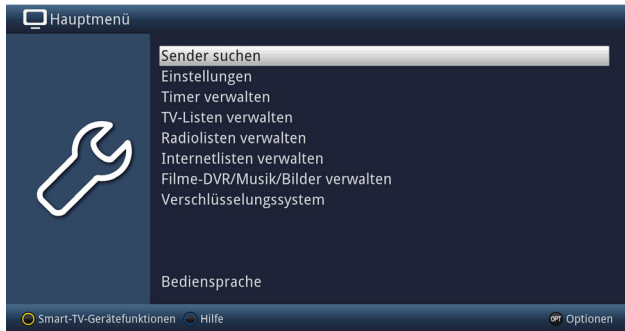 Hauptmenü
Sender suchen
Einstellungen
Timer verwalten
TV-Listen verwalten
Radiolisten verwalten
Internetlisten verwalten
Filme-DVR/Musik/Bilder verwalten
Verschlüsselungssystem
Bediensprache
Smart-TV-Gerätefunktionen Hilfe OPT Optionen